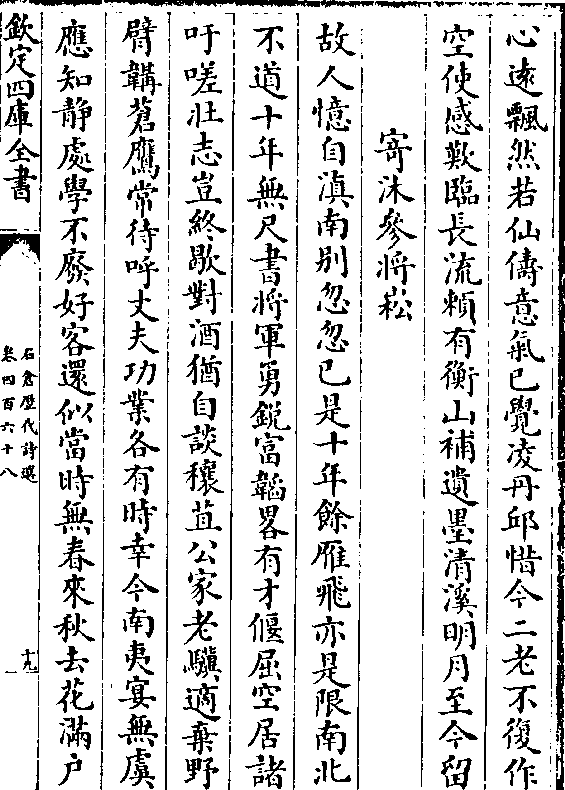 心逺飄然若仙儔意氣已覺凌丹邱惜今二老不復作
空使感歎臨長流頼有衡山補遺墨清溪明月至今留
寄沐參將崧
故人憶自滇南别忽忽已是十年餘雁飛亦是限南北
不道十年無尺書將軍勇鋭富韜畧有才偃屈空居諸
吁嗟壯志豈終歇對酒猶自談穰苴公家老驥適棄野
臂韝蒼鷹常待呼丈夫功業各有時幸今南夷宴無虞
應知静處學不廢好客還似當時無春來秋去花滿户
欽定四庫全書
石倉歴代詩選
卷四百六十八
十九